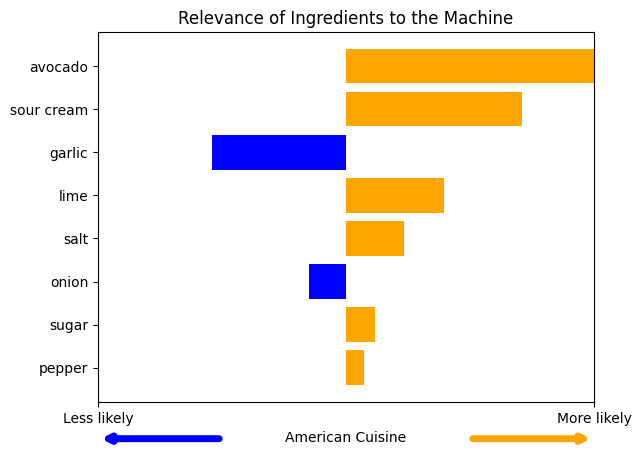 Relevance of Ingredients to the Machine
avocado
sour cream
garlic
lime
salt
onion
sugar
pepper
Less likely
More likely
American Cuisine